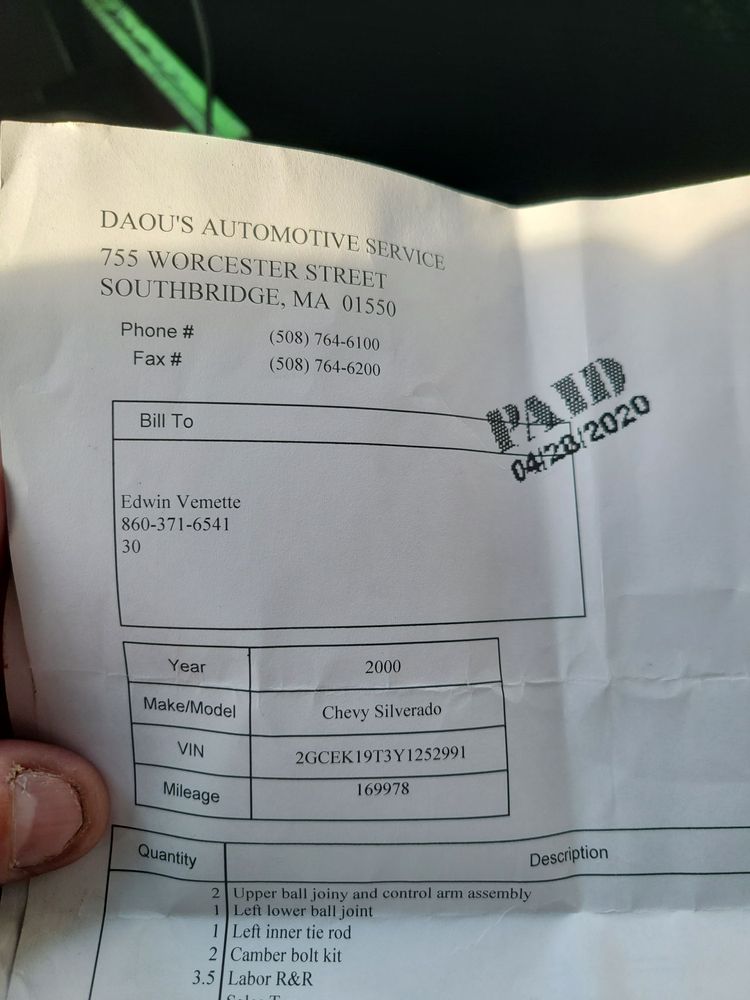 DAOU'S AUTOMOTIVE SERVICE
755 WORCESTER STREET
SOUTHBRIDGE, MA 01550
Phone # (508) 764-6100
Fax # (508) 764-6200
PAID
04/28/2020
Bill To
Edwin Vemette
860-371-6541
30
Year 2000
Make/Model Chevy Silverado
VIN 2GCEK19T3Y1252991
Mileage 169978
Quantity Description
2 Upper ball joiny and control arm assembly
1 Left lower ball joint
1 Left inner tie rod
2 Camber bolt kit
3.5 Labor R&R